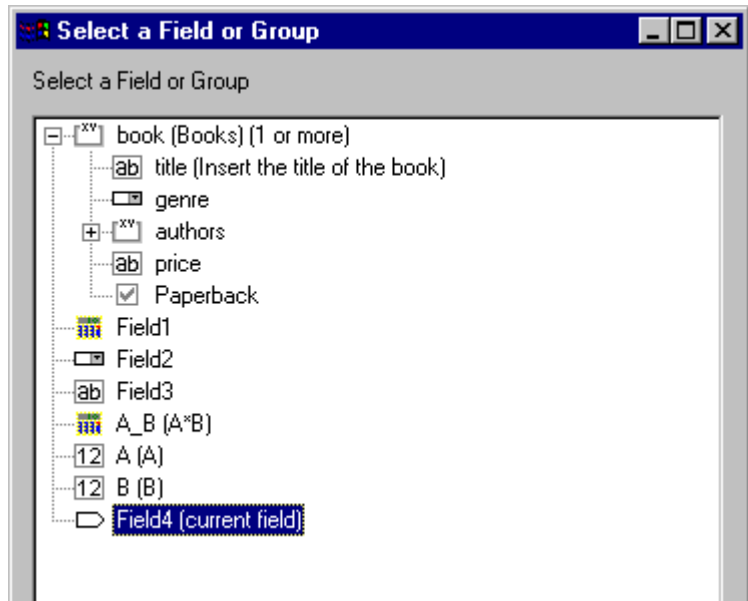 Select a Field or Group
Select a Field or Group
book (Books) (1 or more)
ab title (Insert the title of the book)
genre
XY authors
ab price
Paperback
Field1
Field2
ab Field3
A_B (A*B)
12 A (A)
12 B (B)
Field4 (current field)